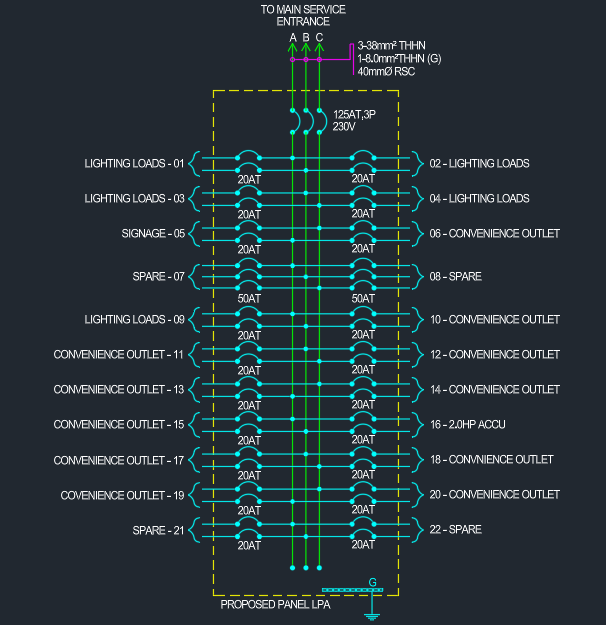 TO MAIN SERVICE
ENTRANCE
A B C
3-38mm² THHN
1-8.0mm²THHN (G)
40mmØ RSC
125AT,3P
230V
LIGHTING LOADS - 01
20AT
20AT
02 - LIGHTING LOADS
LIGHTING LOADS - 03
20AT
20AT
04 - LIGHTING LOADS
SIGNAGE - 05
20AT
20AT
06 - CONVENIENCE OUTLET
SPARE - 07
50AT
50AT
08 - SPARE
LIGHTING LOADS - 09
20AT
20AT
10 - CONVENIENCE OUTLET
CONVENIENCE OUTLET - 11
20AT
20AT
12 - CONVENIENCE OUTLET
CONVENIENCE OUTLET - 13
20AT
20AT
14 - CONVENIENCE OUTLET
CONVENIENCE OUTLET - 15
20AT
20AT
16 - 2.0HP ACCU
CONVENIENCE OUTLET - 17
20AT
20AT
18 - CONVNIENCE OUTLET
COVENIENCE OUTLET - 19
20AT
20AT
20 - CONVENIENCE OUTLET
SPARE - 21
20AT
20AT
22 - SPARE
G
PROPOSED PANEL LPA